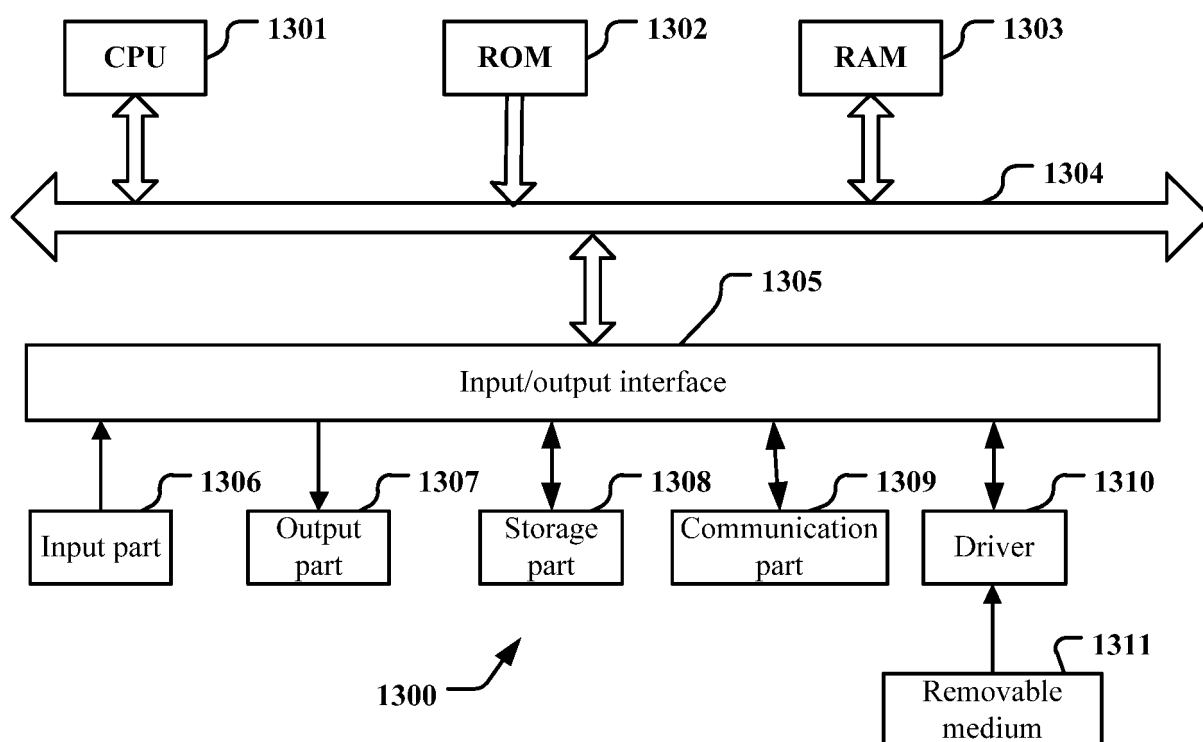 CPU
1301
ROM
1302
RAM
1303
1304
1305
Input/output interface
1306
1307
1308
1309
1310
Input part
Output
part
Storage
part
Communication
part
Driver
1300
1311
Removable
medium